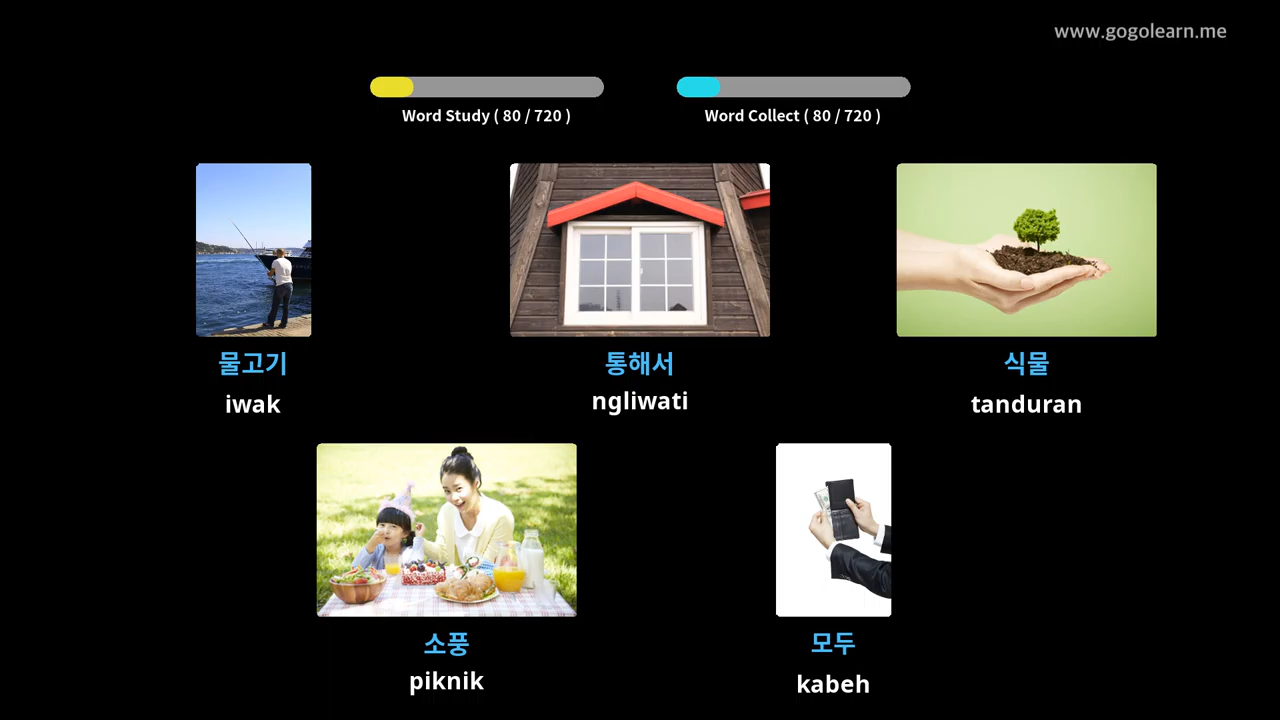 www.gogolearn.me
Word Study ( 80 / 720 )
Word Collect ( 80 / 720 )
물고기
iwak
통해서
ngliwati
식물
tanduran
소풍
piknik
모두
kabeh